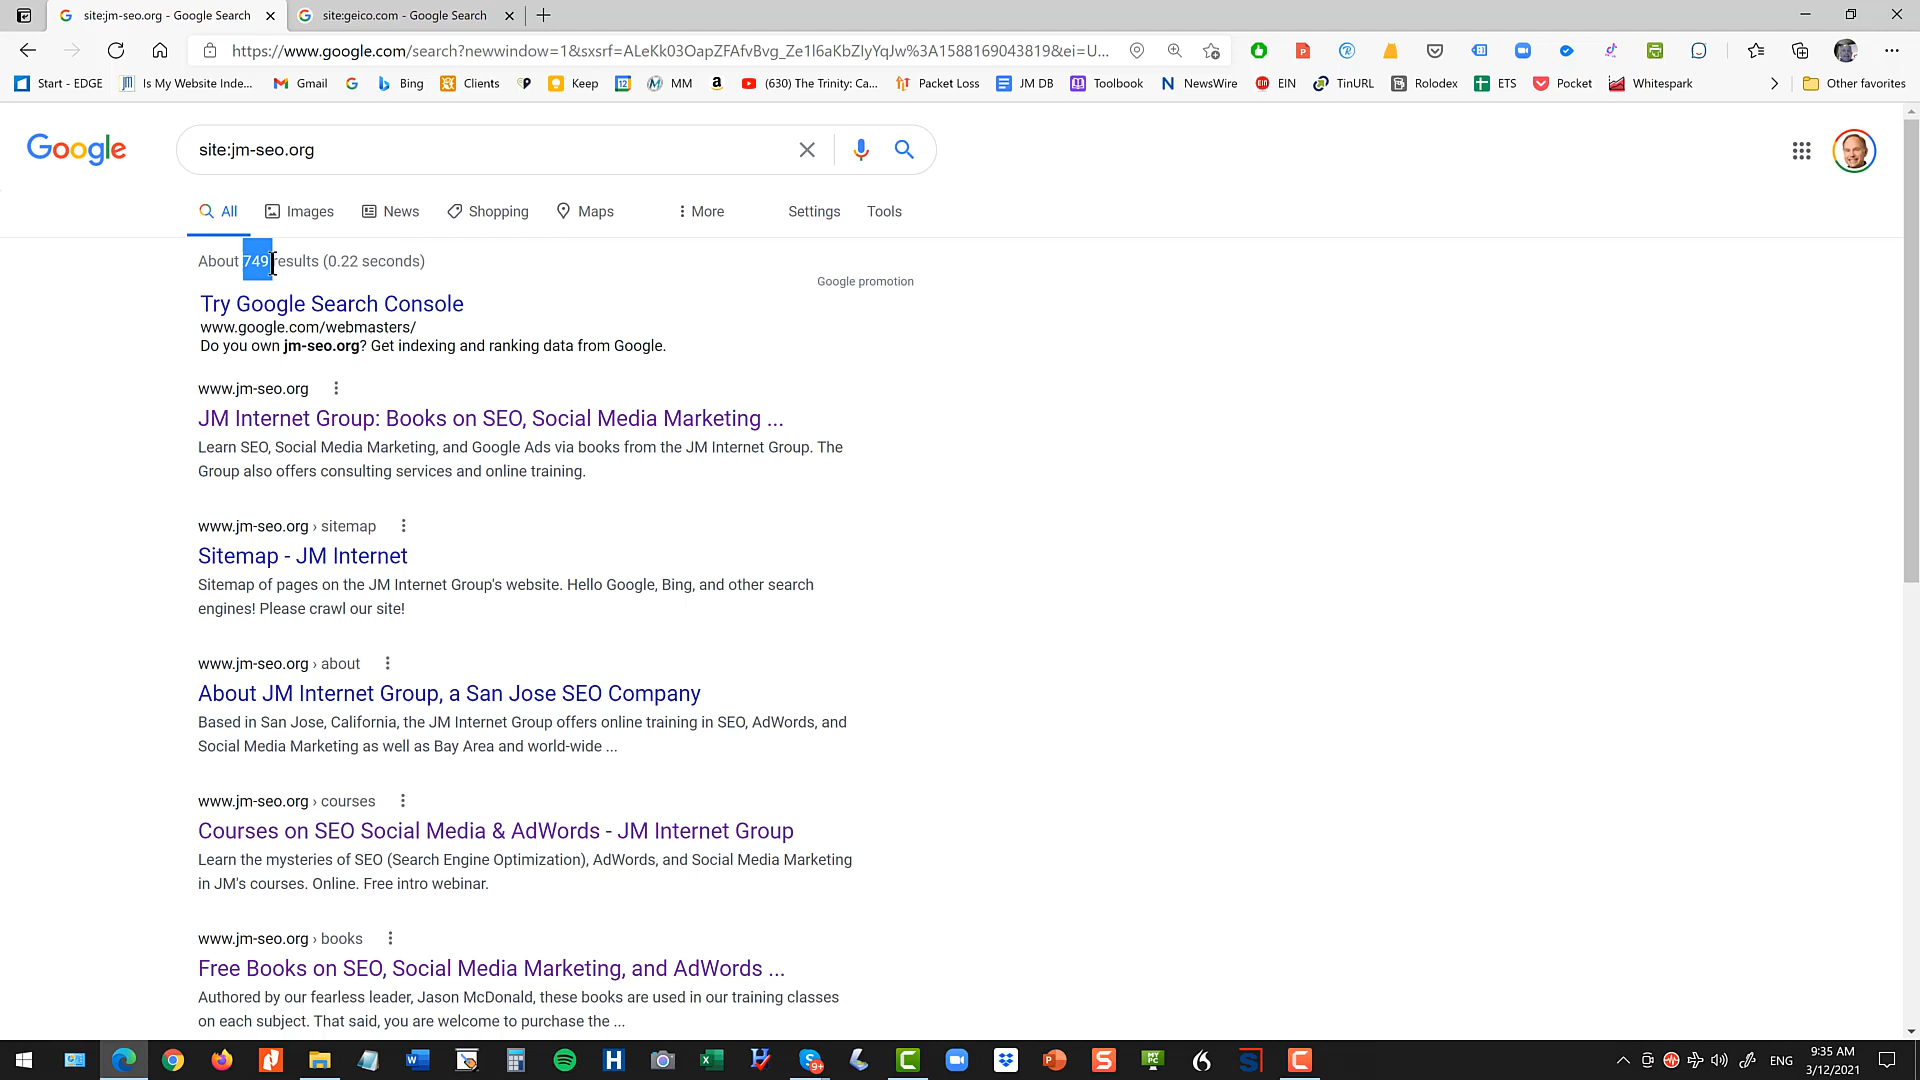 site:jm-seo.org - Google Search
site:geico.com - Google Search
https://www.google.com/search?newwindow=1&sxsrf=ALeKk03OapZFAfvBvg_Ze1l6aKbZIyYqJw%3A1588169043819&ei=U...
Start - EDGE
Is My Website Inde...
Gmail
Bing
Clients
Keep
MM
(630) The Trinity: Ca...
Packet Loss
JM DB
Toolbook
NewsWire
EIN
TinURL
Rolodex
ETS
Pocket
Whitespark
Other favorites
Google
site:jm-seo.org
All
Images
News
Shopping
Maps
More
Settings
Tools
About 749 results (0.22 seconds)
Google promotion
Try Google Search Console
www.google.com/webmasters/
Do you own jm-seo.org? Get indexing and ranking data from Google.
www.jm-seo.org
JM Internet Group: Books on SEO, Social Media Marketing ...
Learn SEO, Social Media Marketing, and Google Ads via books from the JM Internet Group. The
Group also offers consulting services and online training.
www.jm-seo.org › sitemap
Sitemap - JM Internet
Sitemap of pages on the JM Internet Group's website. Hello Google, Bing, and other search
engines! Please crawl our site!
www.jm-seo.org › about
About JM Internet Group, a San Jose SEO Company
Based in San Jose, California, the JM Internet Group offers online training in SEO, AdWords, and
Social Media Marketing as well as Bay Area and world-wide ...
www.jm-seo.org › courses
Courses on SEO Social Media & AdWords - JM Internet Group
Learn the mysteries of SEO (Search Engine Optimization), AdWords, and Social Media Marketing
in JM's courses. Online. Free intro webinar.
www.jm-seo.org › books
Free Books on SEO, Social Media Marketing, and AdWords ...
Authored by our fearless leader, Jason McDonald, these books are used in our training classes
on each subject. That said, you are welcome to purchase the ...
ENG
9:35 AM
3/12/2021